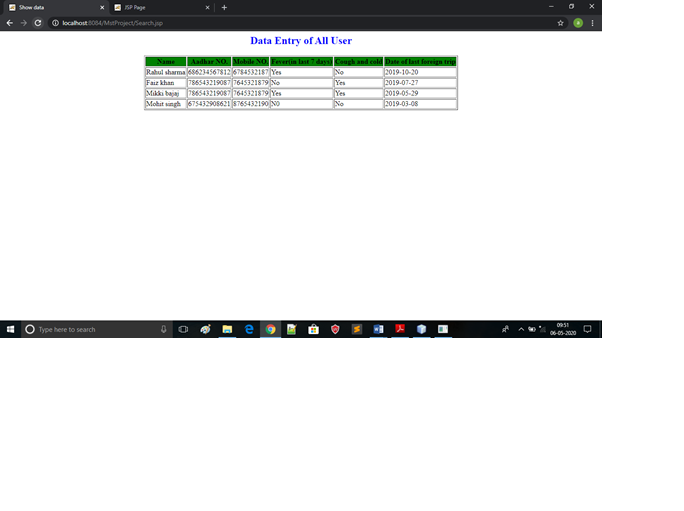 Show data
JSP Page
localhost:8084/MstProject/Search.jsp
Data Entry of All User
Name Aadhar NO. Mobile NO. Fever(in last 7 days) Cough and cold Date of last foreign trip
Rahul sharma 686234567812 6784532187 Yes No 2019-10-20
Faiz khan 786543219087 7645321879 No Yes 2019-07-27
Mikki bajaj 786543219087 7645321879 Yes Yes 2019-05-29
Mohit singh 675432908621 8765432190 N0 No 2019-03-08
Type here to search
09:51
06-05-2020